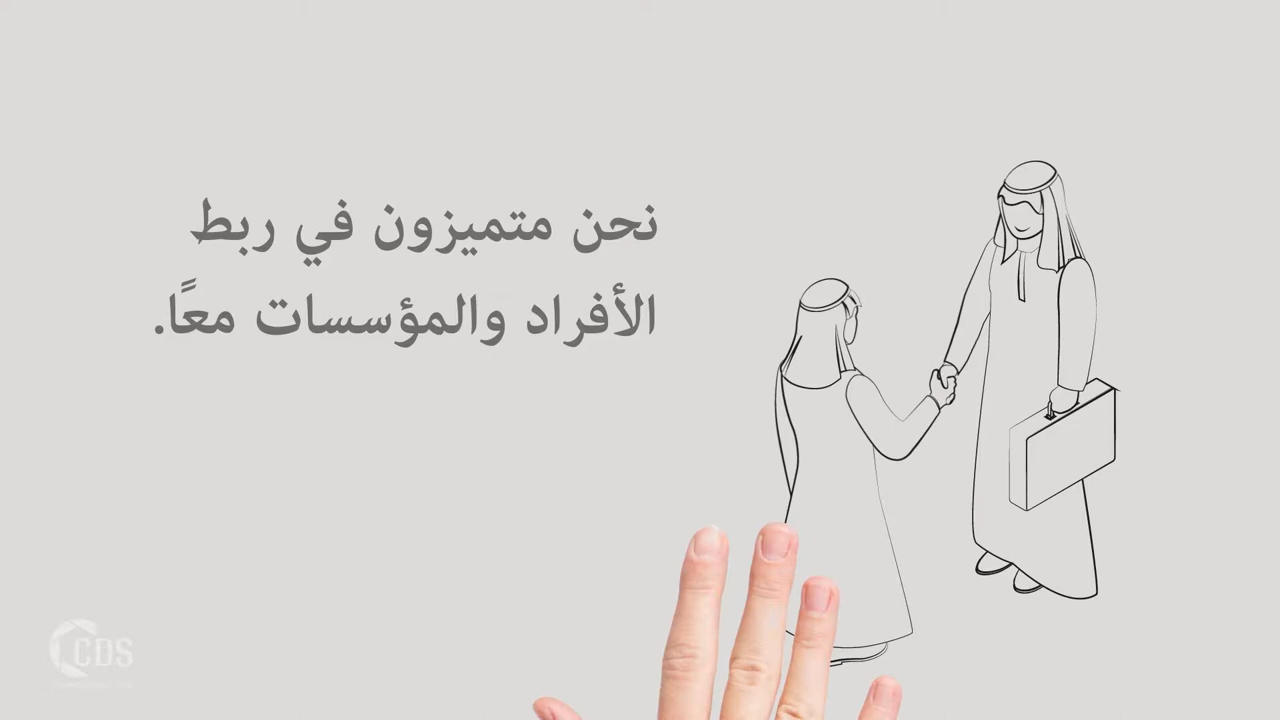 نحن متميزون في ربط
الأفراد والمؤسسات معًا.
CDS